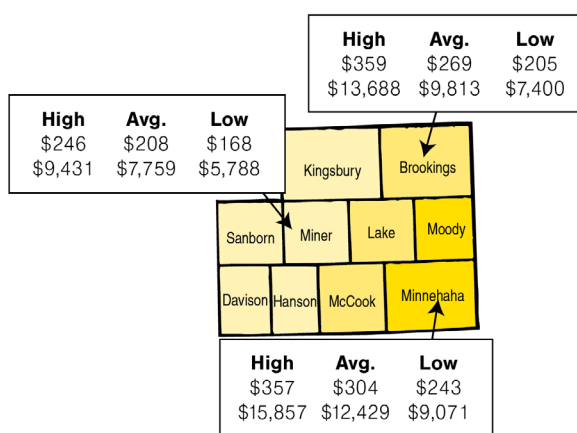 High Avg. Low
$359 $269 $205
$13,688 $9,813 $7,400
High Avg. Low
$246 $208 $168
$9,431 $7,759 $5,788
Kingsbury Brookings
Sanborn Miner Lake Moody
Davison Hanson McCook Minnehaha
High Avg. Low
$357 $304 $243
$15,857 $12,429 $9,071